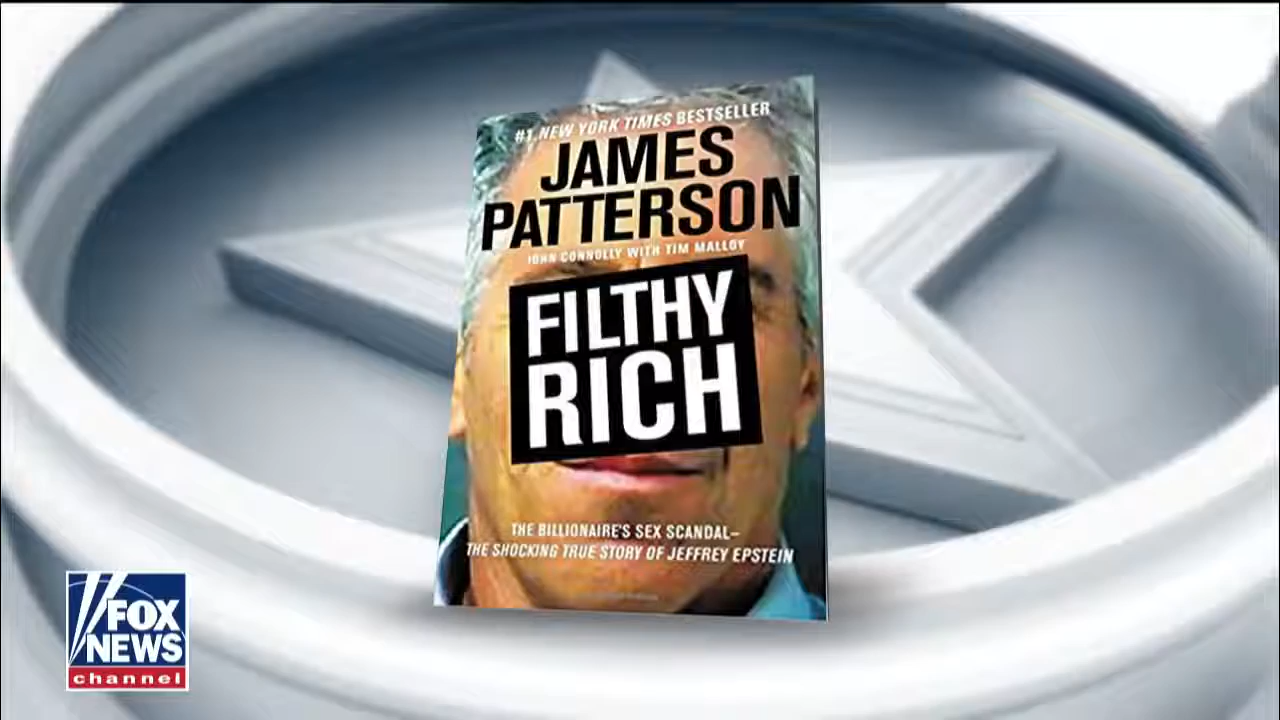 #1 NEW YORK TIMES BESTSELLER
JAMES
PATTERSON
JOHN CONNOLLY WITH TIM MALLOY
FILTHY
RICH
THE BILLIONAIRE'S SEX SCANDAL–
THE SHOCKING TRUE STORY OF JEFFREY EPSTEIN
FOX
NEWS
channel